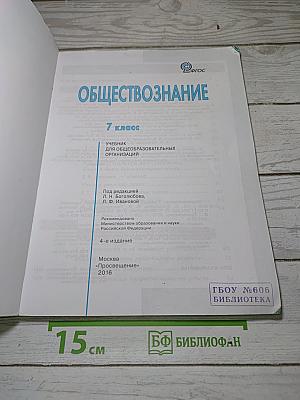 ФГОС
ОБЩЕСТВОЗНАНИЕ
7 класс
УЧЕБНИК
ДЛЯ ОБЩЕОБРАЗОВАТЕЛЬНЫХ
ОРГАНИЗАЦИЙ
Под редакцией
Л. Н. Боголюбова,
Л. Ф. Ивановой
Рекомендовано
Министерством образования и науки
Российской Федерации
4-е издание
Москва
«Просвещение»
2016
ГБОУ №606
БИБЛИОТЕКА
15 см
БФ БИБЛИОФАН